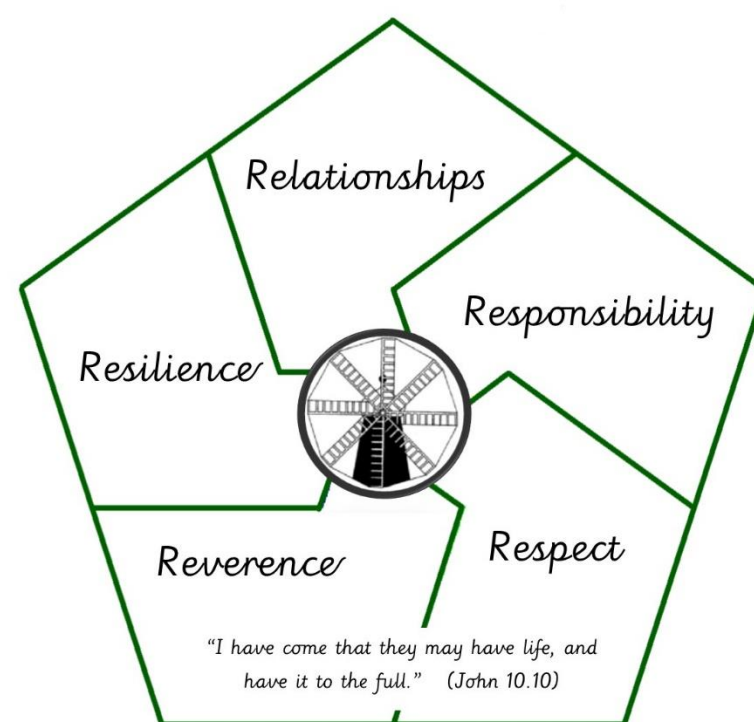 Relationships
Responsibility
Resilience
Reverence
Respect
“I have come that they may have life, and
have it to the full.” (John 10.10)